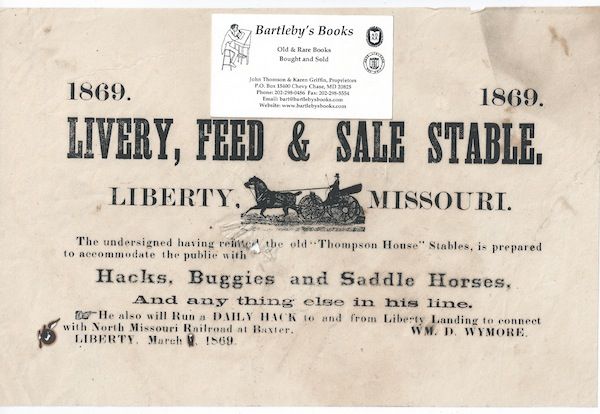 Bartleby's Books
Old & Rare Books
Bought and Sold
John Thomson & Karen Griffin, Proprietors
P.O. Box 15400 Chevy Chase, MD 20825
Phone: 202-298-0486 Fax: 202-298-5554
Email: bart@bartlebysbooks.com
Website: www.bartlebysbooks.com
1869. 1869.
LIVERY, FEED & SALE STABLE.
LIBERTY, MISSOURI.
The undersigned having rented the old "Thompson House" Stables, is prepared
to accommodate the public with
Hacks, Buggies and Saddle Horses,
And any thing else in his line.
He also will Run a DAILY HACK to and from Liberty Landing to connect
with North Missouri Railroad at Baxter. WM. D. WYMORE.
LIBERTY, March 1869.